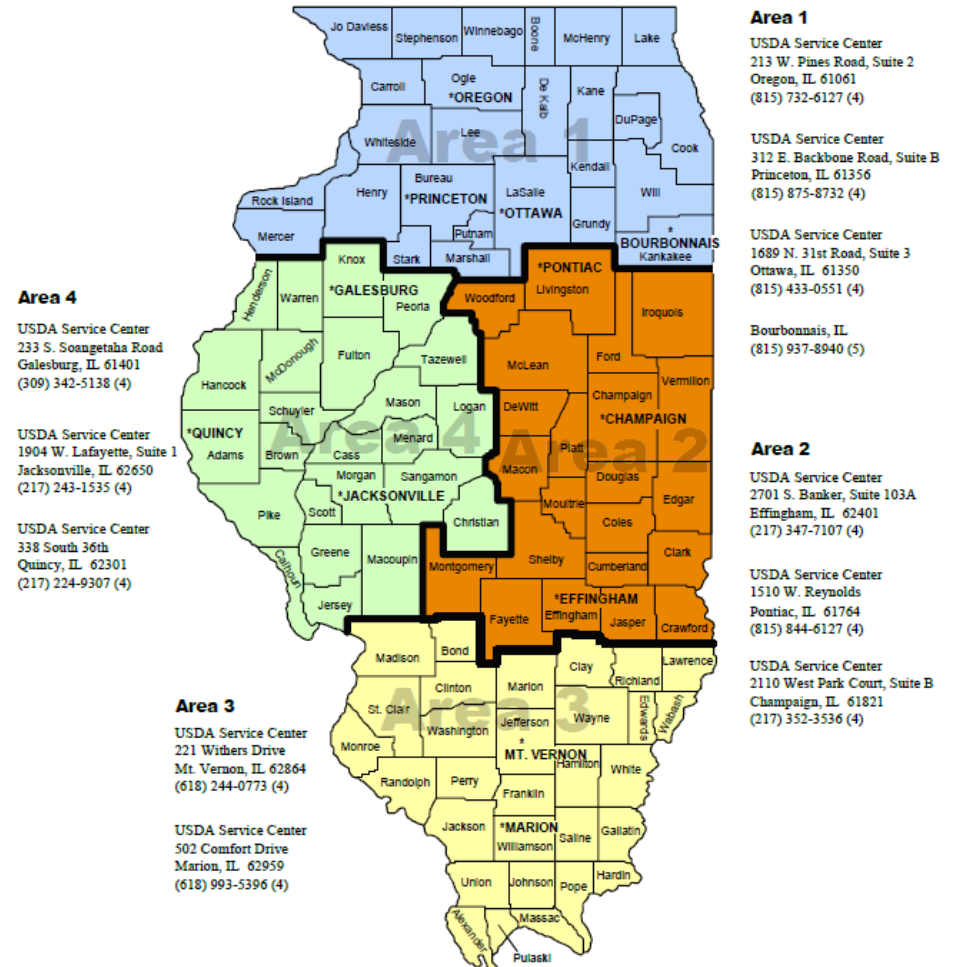 Area 1
USDA Service Center
213 W. Pines Road, Suite 2
Oregon, IL 61061
(815) 732-6127 (4)
USDA Service Center
312 E. Backbone Road, Suite B
Princeton, IL 61356
(815) 875-8732 (4)
USDA Service Center
1689 N. 31st Road, Suite 3
Ottawa, IL 61350
(815) 433-0551 (4)
Bourbonnais, IL
(815) 937-8940 (5)
Area 2
USDA Service Center
2701 S. Banker, Suite 103A
Effingham, IL 62401
(217) 347-7107 (4)
USDA Service Center
1510 W. Reynolds
Pontiac, IL 61764
(815) 844-6127 (4)
USDA Service Center
2110 West Park Court, Suite B
Champaign, IL 61821
(217) 352-3536 (4)
Area 4
USDA Service Center
233 S. Soangetaha Road
Galesburg, IL 61401
(309) 342-5138 (4)
USDA Service Center
1904 W. Lafayette, Suite 1
Jacksonville, IL 62650
(217) 243-1535 (4)
USDA Service Center
338 South 36th
Quincy, IL 62301
(217) 224-9307 (4)
Area 3
USDA Service Center
221 Withers Drive
Mt. Vernon, IL 62864
(618) 244-0773 (4)
USDA Service Center
502 Comfort Drive
Marion, IL 62959
(618) 993-5396 (4)
Area 1
Jo Daviess
Stephenson
Winnebago
Boone
McHenry
Lake
Carroll
Ogle
*OREGON
De Kalb
Kane
DuPage
Cook
Whiteside
Lee
Kendall
Will
Rock Island
Henry
Bureau
*PRINCETON
LaSalle
*OTTAWA
Grundy
Mercer
Putnam
Stark
Marshall
*
BOURBONNAIS
Kankakee
Area 4
Henderson
Warren
Knox
*GALESBURG
Peoria
McDonough
Fulton
Tazewell
Hancock
Schuyler
Mason
Logan
*QUINCY
Adams
Brown
Cass
Menard
Morgan
Sangamon
*JACKSONVILLE
Scott
Christian
Pike
Greene
Macoupin
Calhoun
Jersey
Area 2
*PONTIAC
Livingston
Woodford
Iroquois
McLean
Ford
Vermilion
DeWitt
Champaign
*CHAMPAIGN
Piatt
Macon
Douglas
Moultrie
Edgar
Coles
Shelby
Cumberland
Clark
Montgomery
*EFFINGHAM
Effingham
Fayette
Jasper
Crawford
Area 3
Madison
Bond
Clinton
Marion
Clay
Richland
Lawrence
St. Clair
Washington
Jefferson
*
MT. VERNON
Wayne
Edwards
Wabash
Monroe
Randolph
Perry
Hamilton
White
Franklin
Jackson
*MARION
Williamson
Saline
Gallatin
Union
Johnson
Pope
Hardin
Alexander
Massac
Pulaski